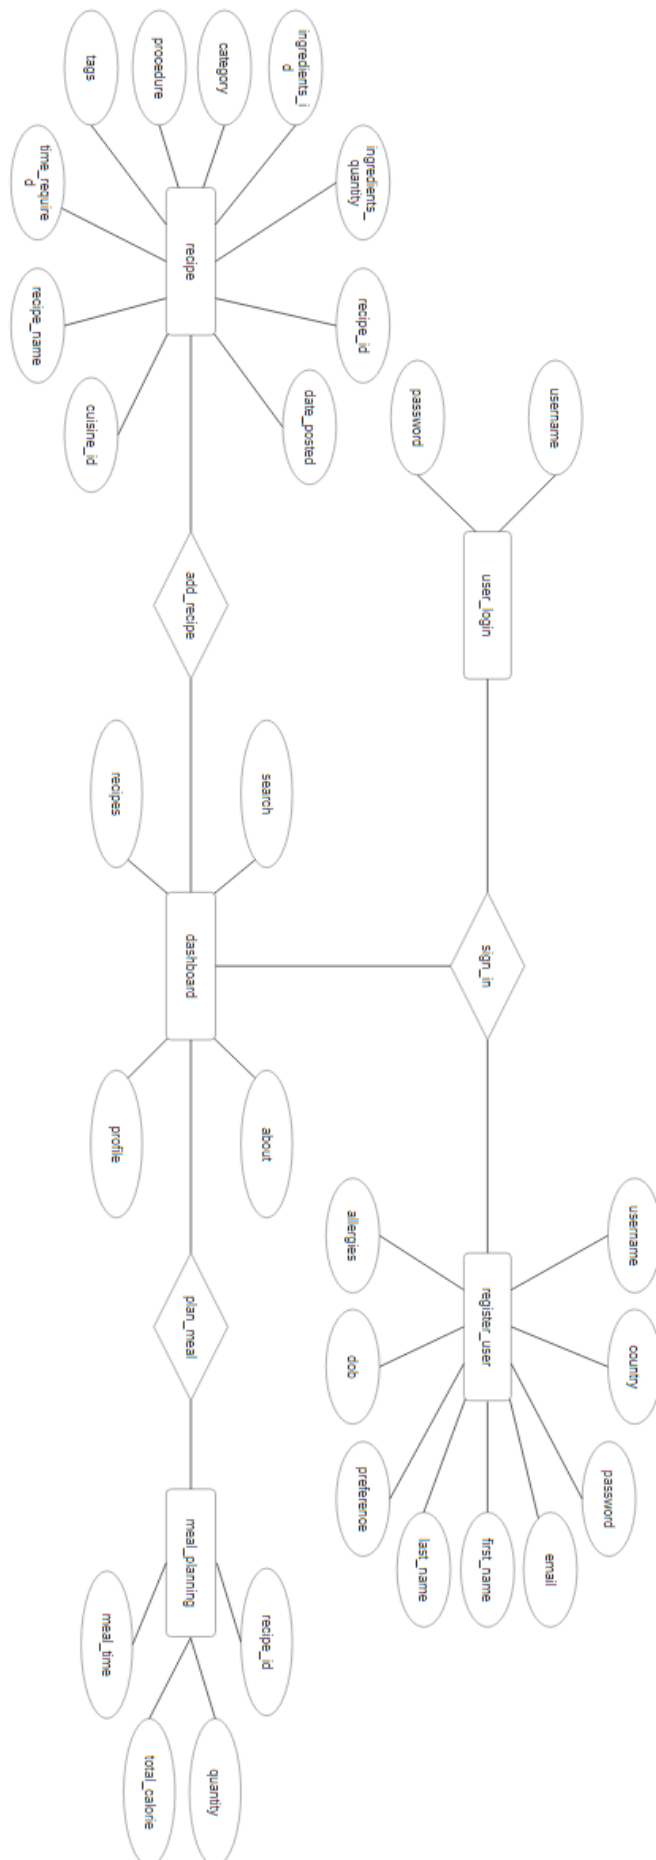 username
country
password
email
first_name
last_name
preference
dob
allergies
register_user
sign_in
user_login
username
password
ingredients_i
d
category
procedure
tags
ingredients_
quantity
time_require
d
recipe
recipe_id
recipe_name
date_posted
cuisine_id
add_recipe
search
recipes
dashboard
about
profile
plan_meal
meal_planning
recipe_id
meal_time
quantity
total_calorie